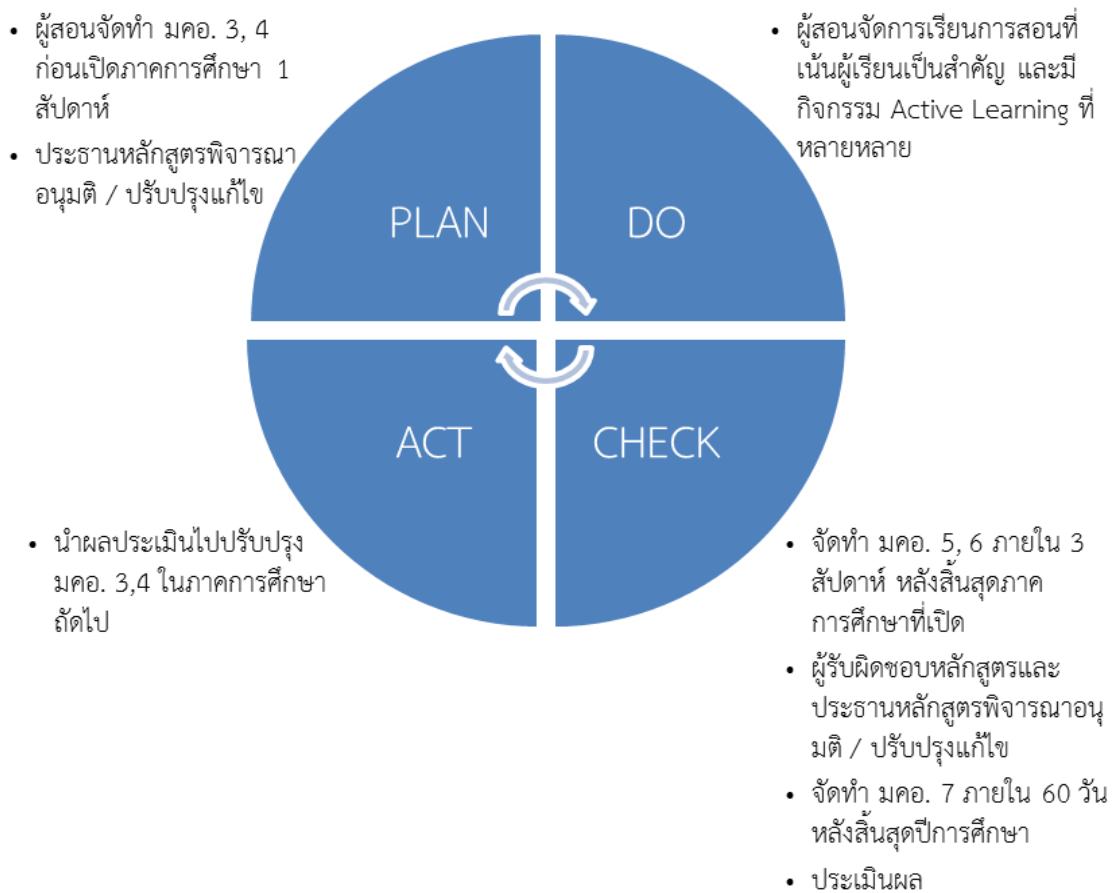 • ผู้สอนจัดทำ มคอ. 3, 4
ก่อนเปิดภาคการศึกษา 1
สัปดาห์
• ประธานหลักสูตรพิจารณา
อนุมติ / ปรับปรุงแก้ไข
PLAN
DO
• ผู้สอนจัดการเรียนการสอนที่
เน้นผู้เรียนเป็นสำคัญ และมี
กิจกรรม Active Learning ที่
หลายหลาย
ACT
CHECK
• นำผลประเมินไปปรับปรุง
มคอ. 3,4 ในภาคการศึกษา
ถัดไป
• จัดทำ มคอ. 5, 6 ภายใน 3
สัปดาห์ หลังสิ้นสุดภาค
การศึกษาที่เปิด
• ผู้รับผิดชอบหลักสูตรและ
ประธานหลักสูตรพิจารณาอนุ
มติ / ปรับปรุงแก้ไข
• จัดทำ มคอ. 7 ภายใน 60 วัน
หลังสิ้นสุดปีการศึกษา
• ประเมินผล